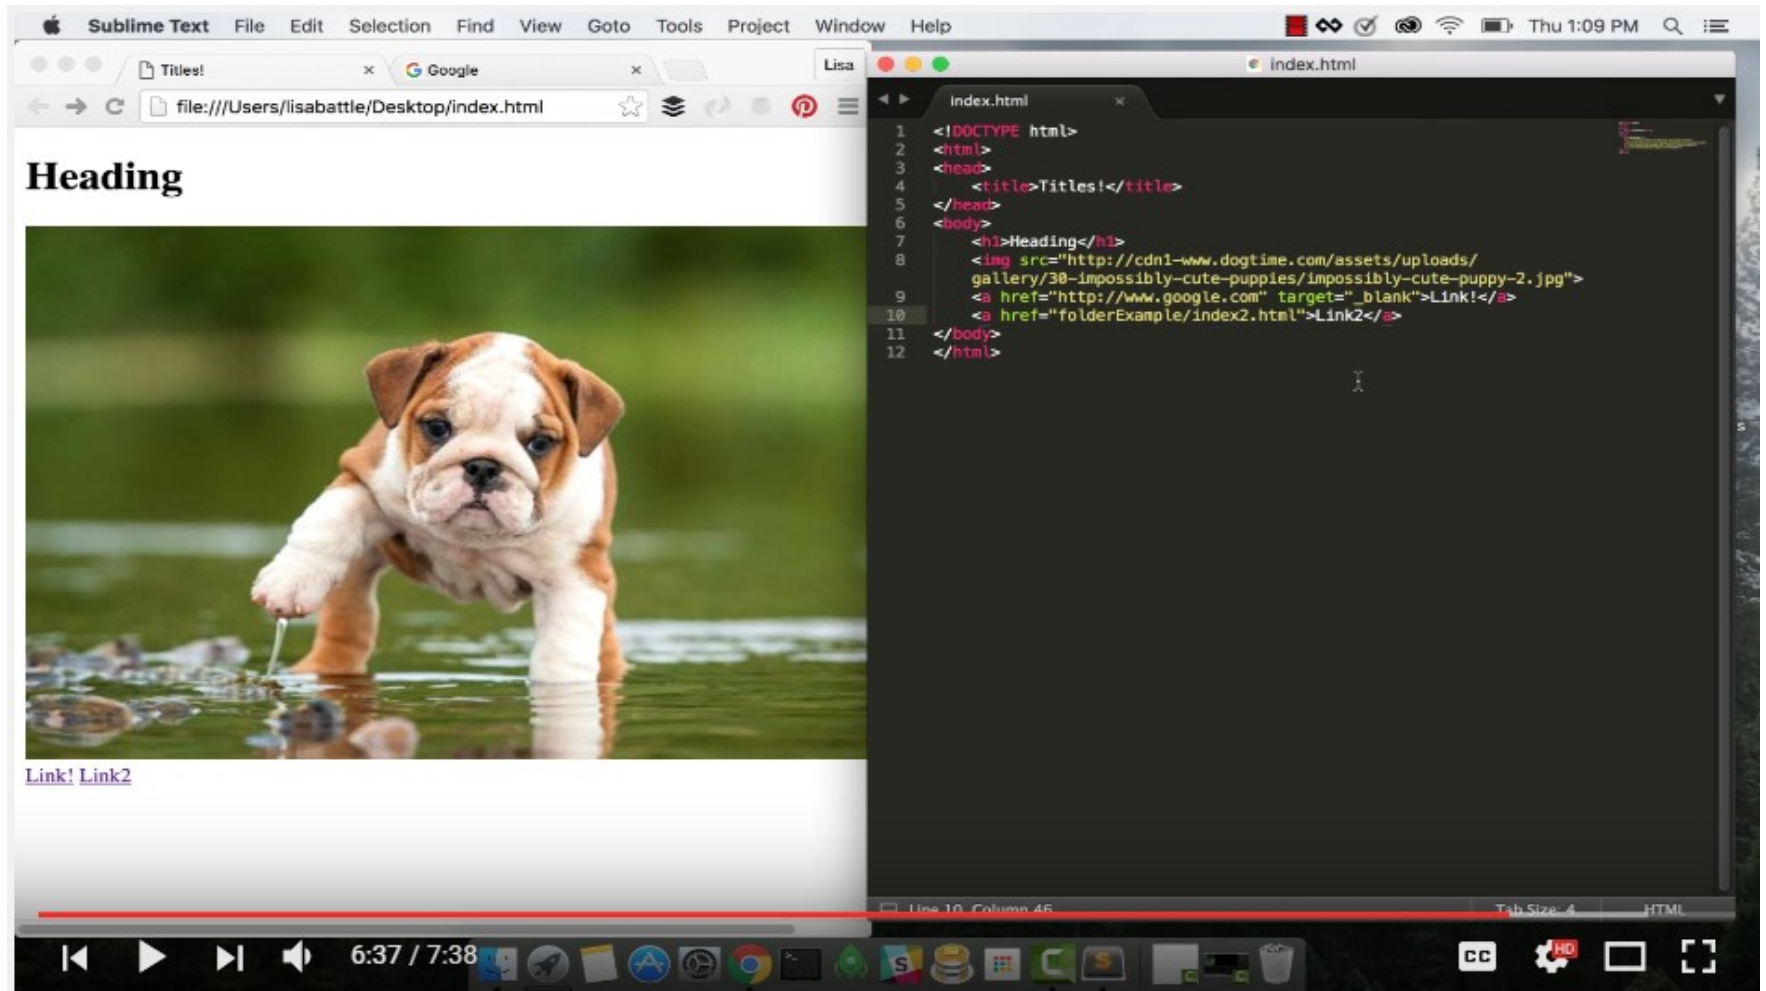 Sublime Text File Edit Selection Find View Goto Tools Project Window Help Thu 1:09 PM
Titles! × Google × Lisa
file:///Users/lisabattle/Desktop/index.html
Heading
Link! Link2
index.html
index.html ×
1 <!DOCTYPE html>
2 <html>
3 <head>
4 <title>Titles!</title>
5 </head>
6 <body>
7 <h1>Heading</h1>
8 <img src="http://cdn1-www.dogtime.com/assets/uploads/
gallery/30-impossibly-cute-puppies/impossibly-cute-puppy-2.jpg">
9 <a href="http://www.google.com" target="_blank">Link!</a>
10 <a href="folderExample/index2.html">Link2</a>
11 </body>
12 </html>
s
Line 10, Column 46 Tab Size: 4 HTML
6:37 / 7:38 CC HD